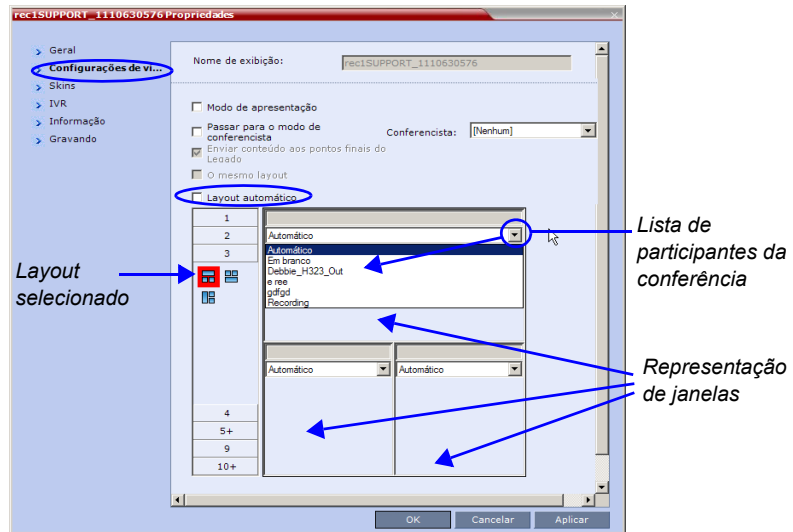 rec1SUPPORT_1110630576 Propriedades
Geral
Configurações de vi...
Skins
IVR
Informação
Gravando
Nome de exibição:
rec1SUPPORT_1110630576
Modo de apresentação
Passar para o modo de
conferencista
Conferencista:
[Nenhum]
Enviar conteúdo aos pontos finais do
Legado
O mesmo layout
Layout automático
1
2
3
Automático
Automático
Em branco
Debbie_H323_Out
e ree
gdfgd
Recording
Automático
Automático
4
5+
9
10+
OK
Cancelar
Aplicar
Layout
selecionado
Lista de
participantes da
conferência
Representação
de janelas